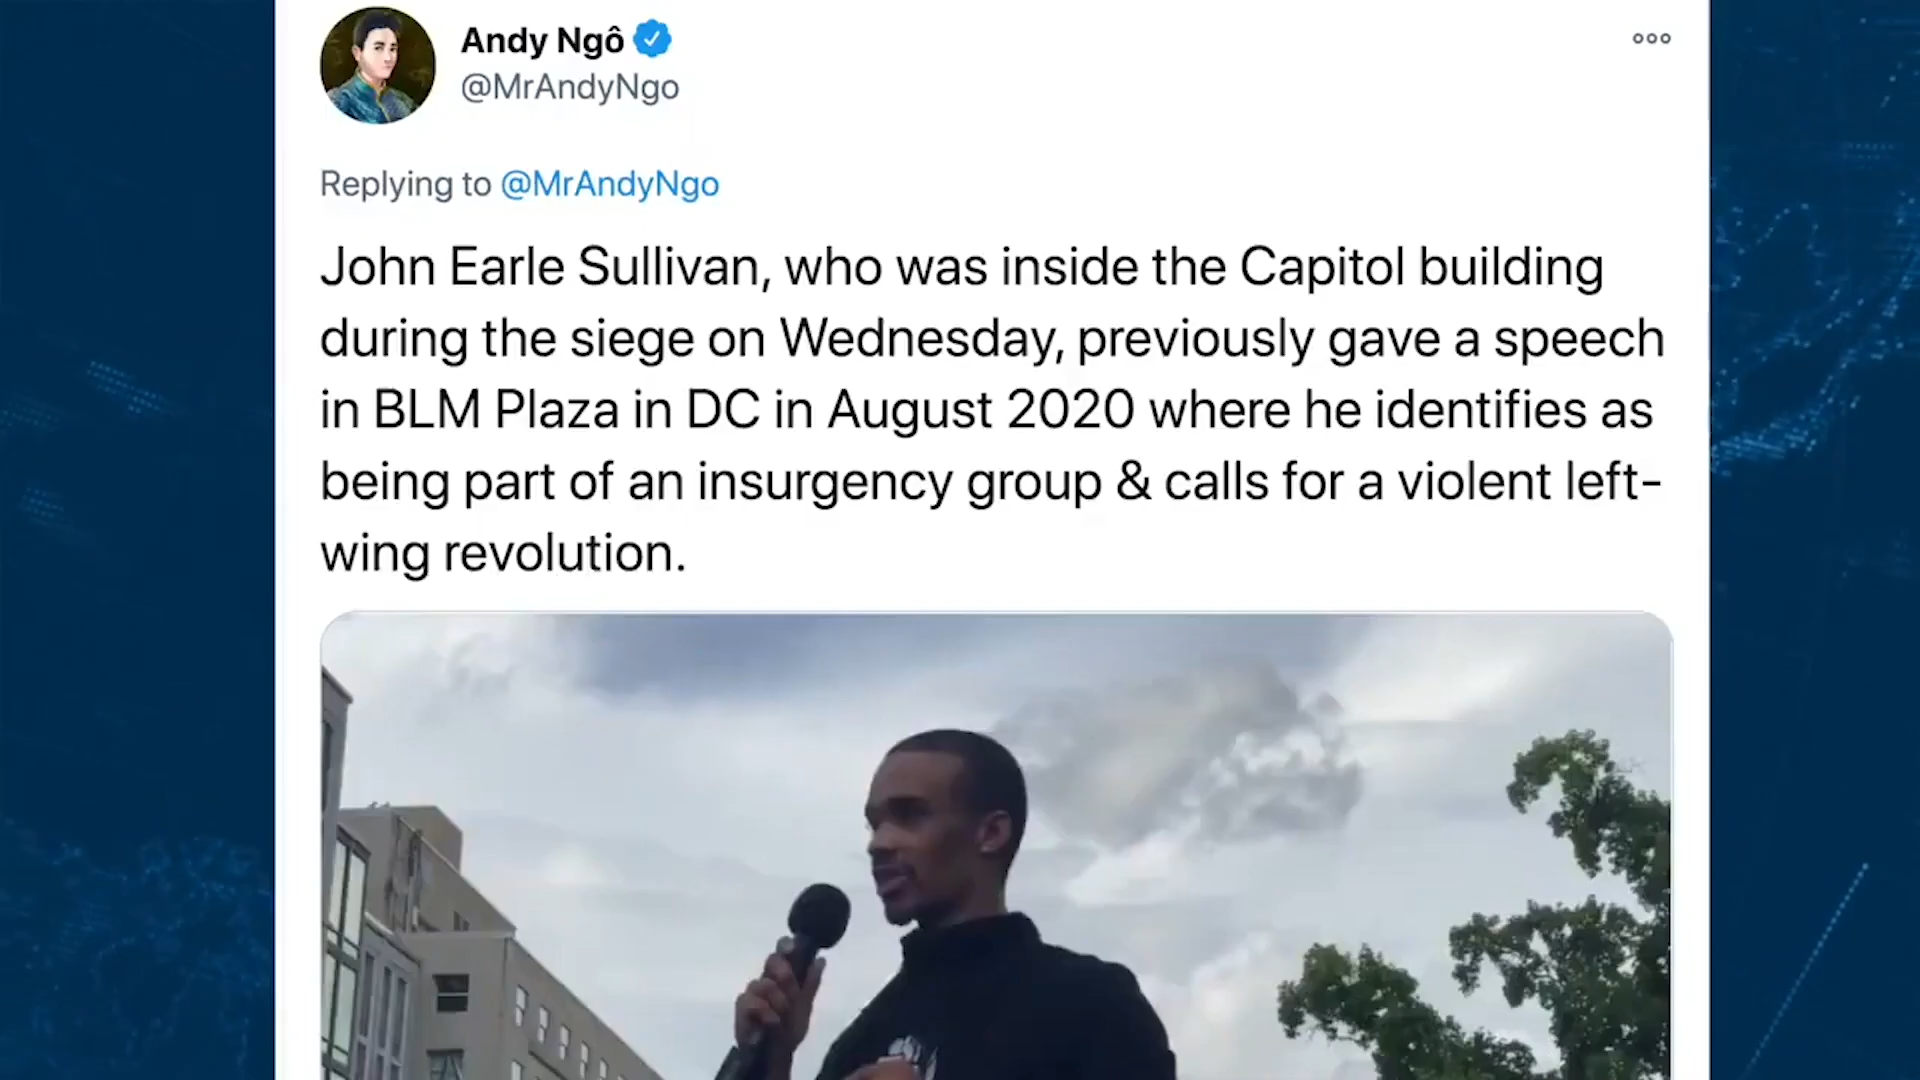 Andy Ngô
@MrAndyNgo
Replying to @MrAndyNgo
John Earle Sullivan, who was inside the Capitol building
during the siege on Wednesday, previously gave a speech
in BLM Plaza in DC in August 2020 where he identifies as
being part of an insurgency group & calls for a violent left-
wing revolution.